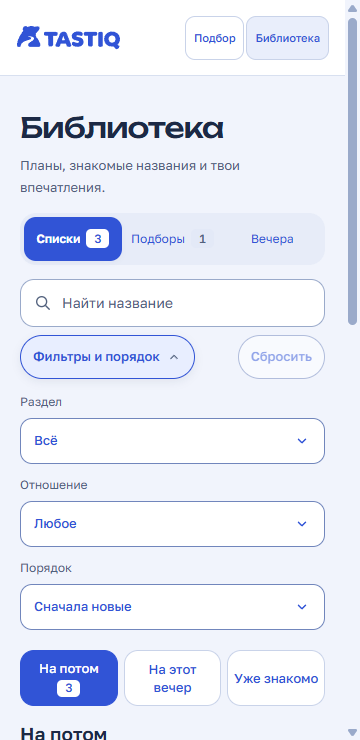 TASTIQ
Подбор
Библиотека
Библиотека
Планы, знакомые названия и твои
впечатления.
Списки 3
Подборы 1
Вечера
Найти название
Фильтры и порядок
Сбросить
Раздел
Всё
Отношение
Любое
Порядок
Сначала новые
На потом
3
На этот
вечер
Уже знакомо
На потом